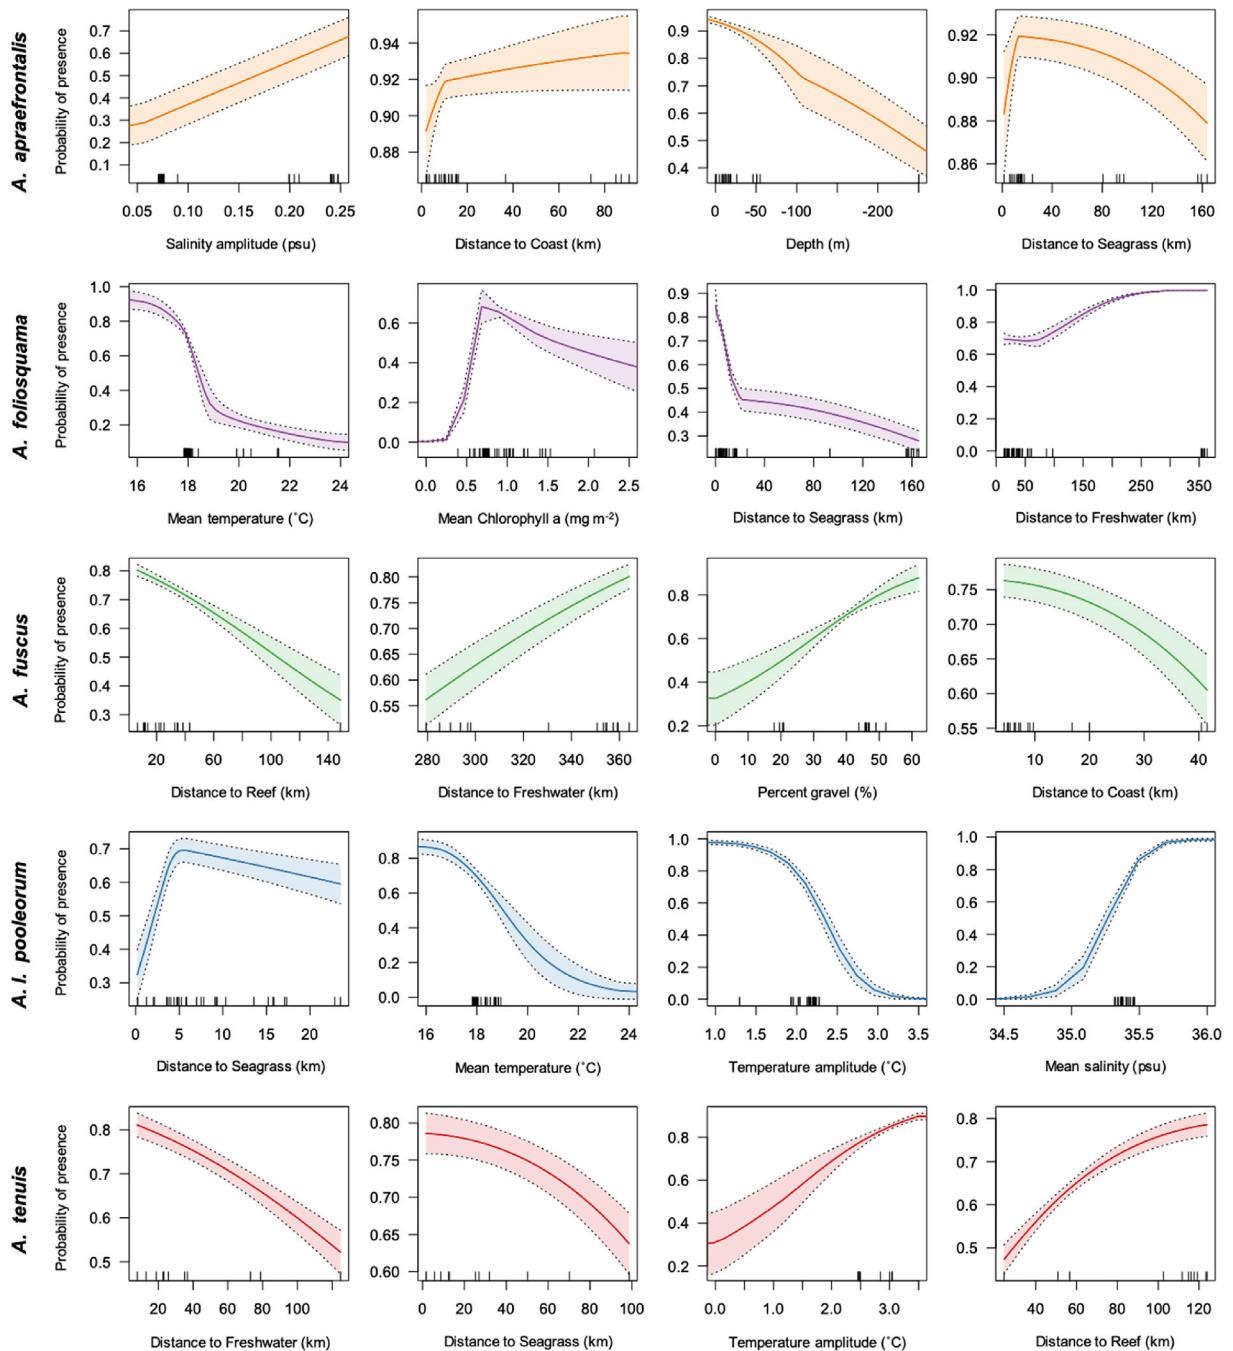 A. apraefrontalis
Probability of presence
0.7
0.6
0.5
0.4
0.3
0.2
0.1
0.05 0.10 0.15 0.20 0.25
Salinity amplitude (psu)
0.94
0.92
0.90
0.88
0 20 40 60 80
Distance to Coast (km)
0.9
0.8
0.7
0.6
0.5
0.4
0 -50 -100 -200
Depth (m)
0.92
0.90
0.88
0.86
0 40 80 120 160
Distance to Seagrass (km)
A. foliosquama
Probability of presence
1.0
0.8
0.6
0.4
0.2
16 18 20 22 24
Mean temperature (˚C)
0.6
0.4
0.2
0.0
0.0 0.5 1.0 1.5 2.0 2.5
Mean Chlorophyll a (mg m⁻²)
0.9
0.8
0.7
0.6
0.5
0.4
0.3
0 40 80 120 160
Distance to Seagrass (km)
1.0
0.8
0.6
0.4
0.2
0.0
0 50 150 250 350
Distance to Freshwater (km)
A. fuscus
Probability of presence
0.8
0.7
0.6
0.5
0.4
0.3
20 60 100 140
Distance to Reef (km)
0.80
0.75
0.70
0.65
0.60
0.55
280 300 320 340 360
Distance to Freshwater (km)
0.8
0.6
0.4
0.2
0 10 20 30 40 50 60
Percent gravel (%)
0.75
0.70
0.65
0.60
0.55
10 20 30 40
Distance to Coast (km)
A. l. pooleorum
Probability of presence
0.7
0.6
0.5
0.4
0.3
0 5 10 15 20
Distance to Seagrass (km)
0.8
0.6
0.4
0.2
0.0
16 18 20 22 24
Mean temperature (˚C)
1.0
0.8
0.6
0.4
0.2
0.0
1.0 1.5 2.0 2.5 3.0 3.5
Temperature amplitude (˚C)
1.0
0.8
0.6
0.4
0.2
0.0
34.5 35.0 35.5 36.0
Mean salinity (psu)
A. tenuis
Probability of presence
0.8
0.7
0.6
0.5
20 40 60 80 100
Distance to Freshwater (km)
0.80
0.75
0.70
0.65
0.60
0 20 40 60 80 100
Distance to Seagrass (km)
0.8
0.6
0.4
0.2
0.0 1.0 2.0 3.0
Temperature amplitude (˚C)
0.8
0.7
0.6
0.5
40 60 80 100 120
Distance to Reef (km)